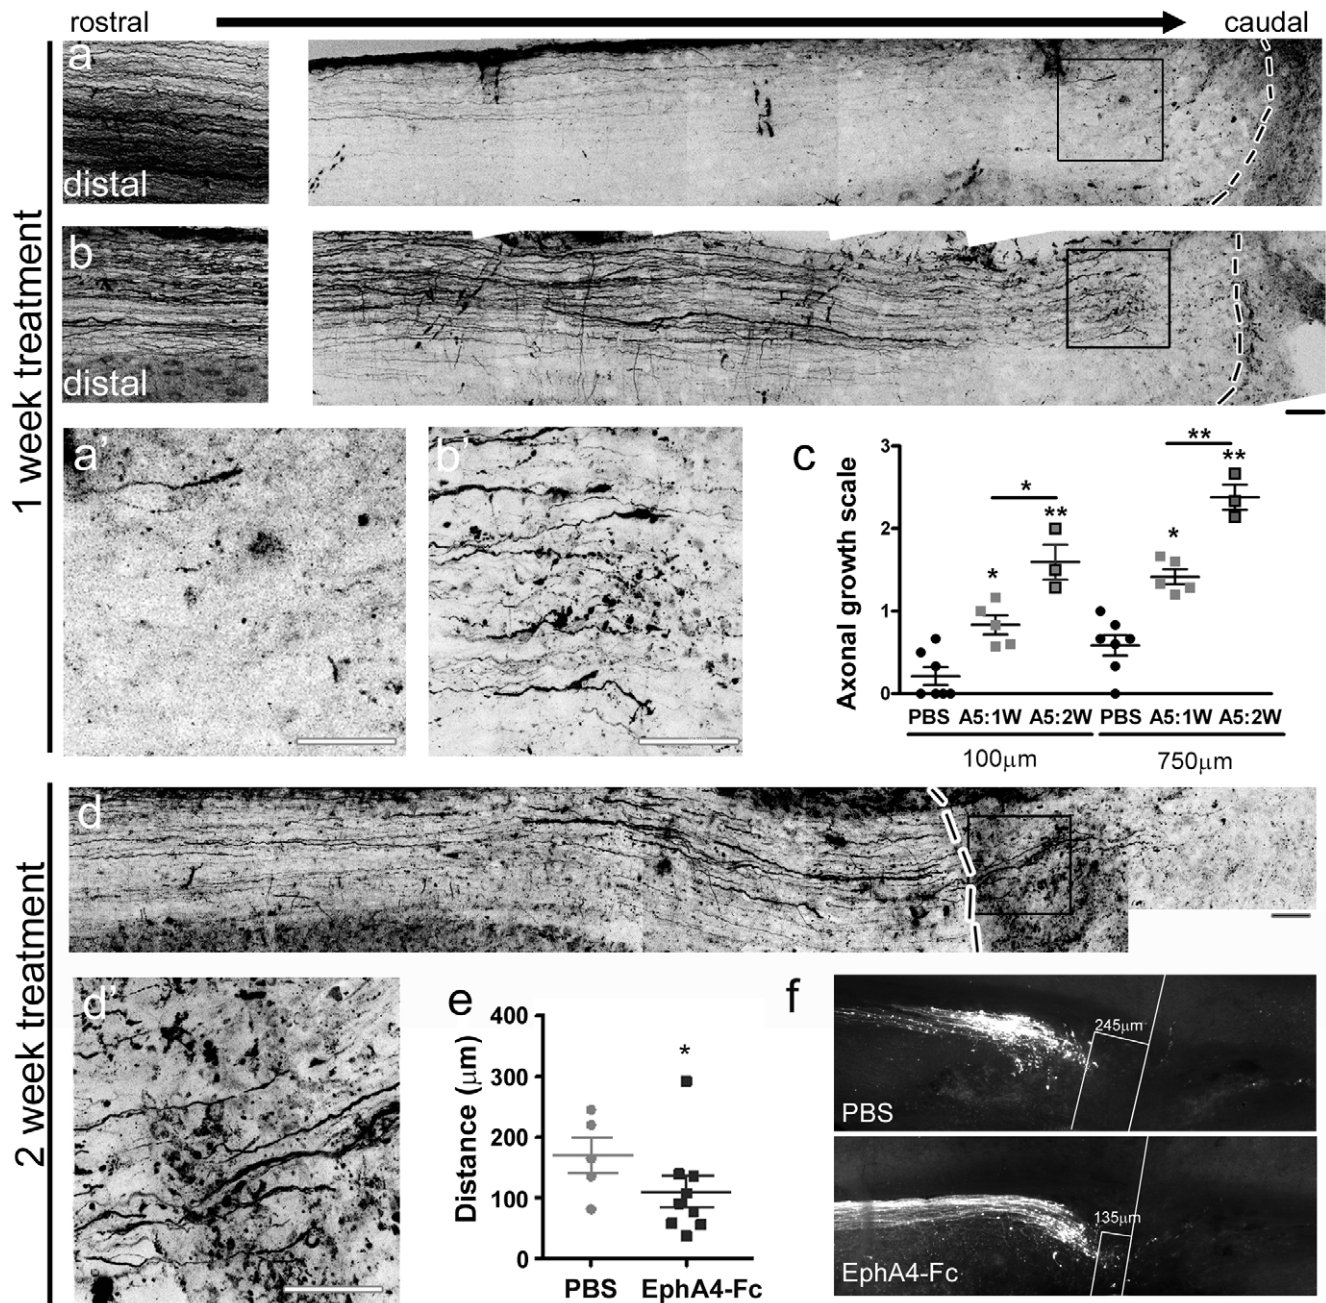 rostral
caudal
1 week treatment
a
distal
b
distal
a'
b'
c
Axonal growth scale
3
2
1
0
*
*
**
*
**
**
PBS A5:1W A5:2W PBS A5:1W A5:2W
100μm
750μm
2 week treatment
d
d'
e
Distance (μm)
400
300
200
100
0
*
PBS EphA4-Fc
f
245μm
PBS
135μm
EphA4-Fc